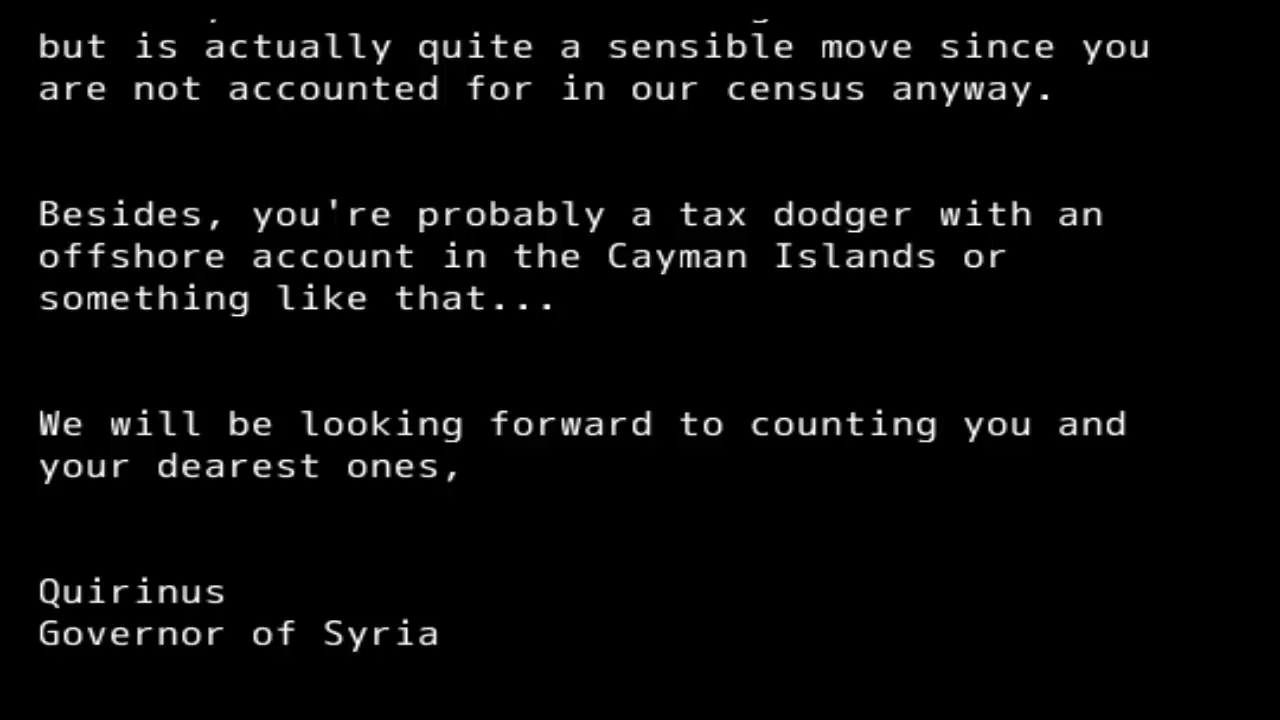 but is actually quite a sensible move since you
are not accounted for in our census anyway.
Besides, you're probably a tax dodger with an
offshore account in the Cayman Islands or
something like that...
We will be looking forward to counting you and
your dearest ones,
Quirinus
Governor of Syria